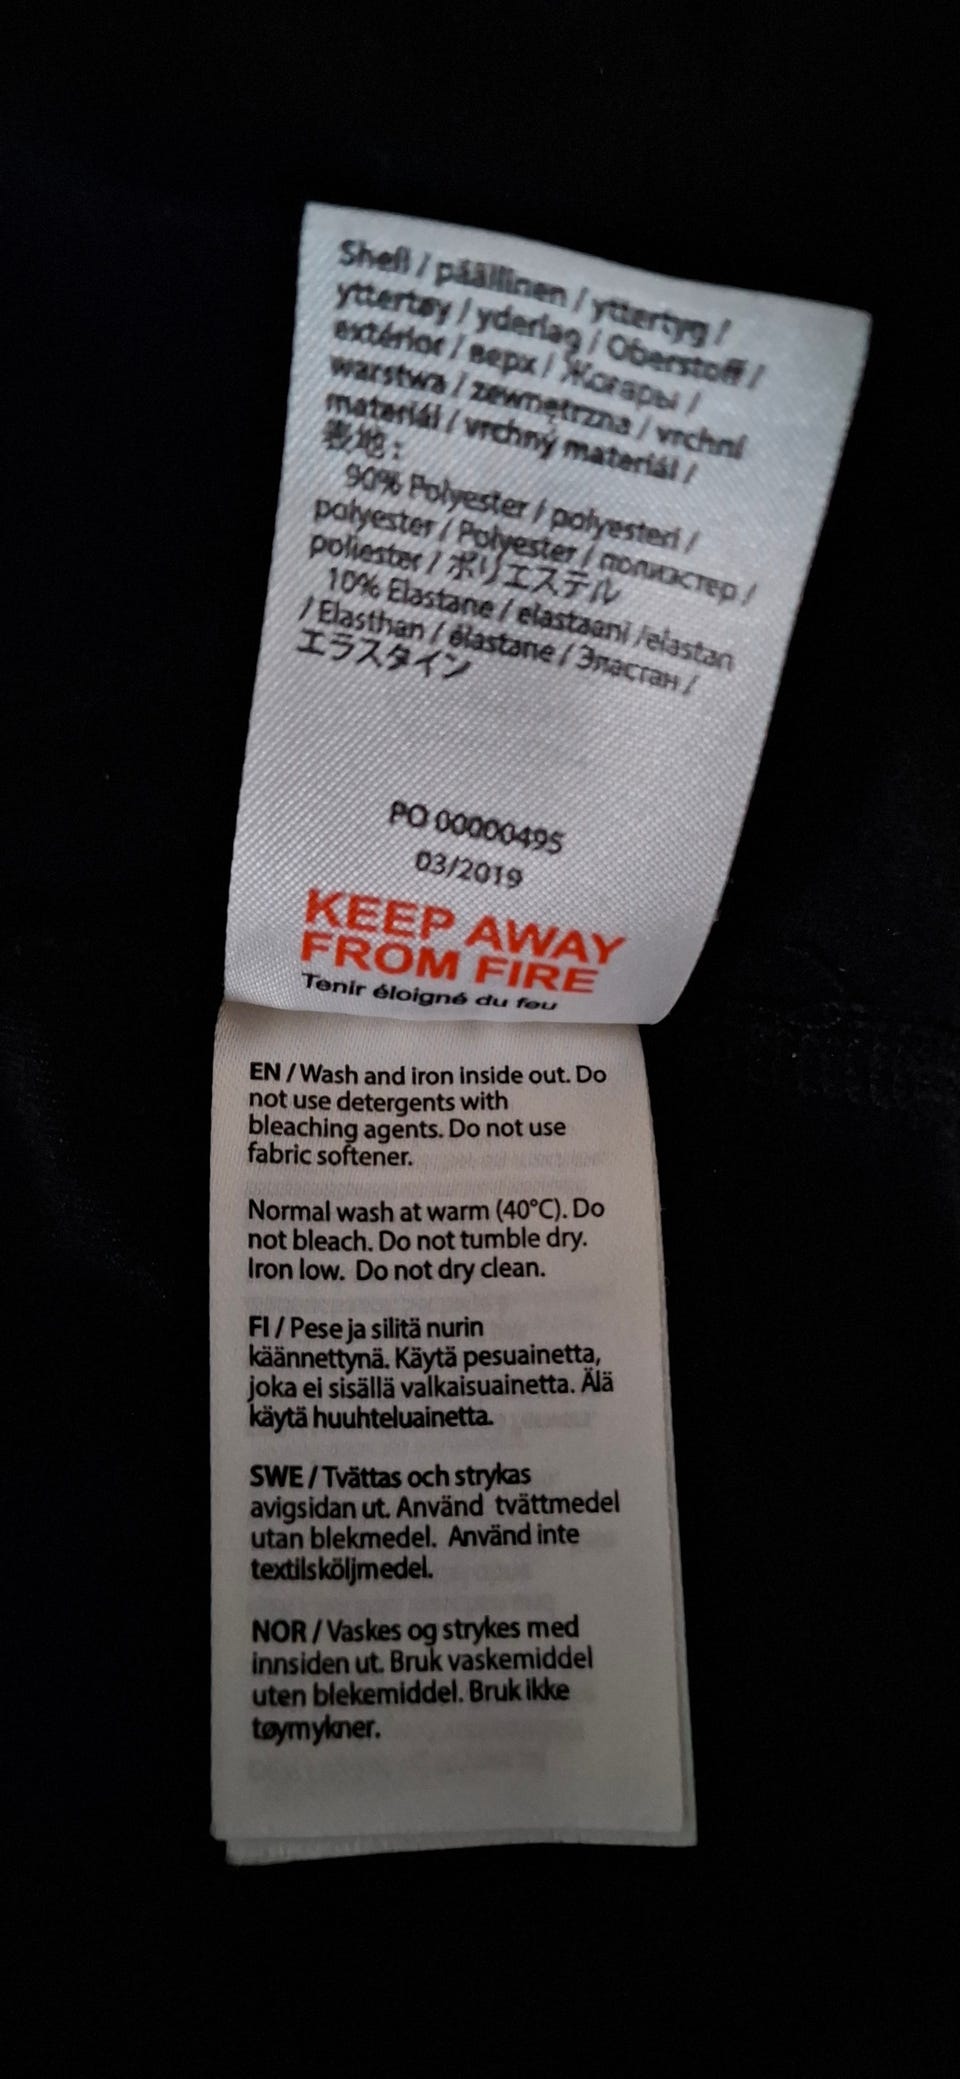 Shell / päällinen / yttertyg /
yttertøy / yderlag / Oberstoff /
extérior / верх / Жоғары /
warstwa / zewnętrzna / vrchní
materiál / vrchný materiál /
表地 :
90% Polyester / polyesteri /
polyester / Polyester / полиэстер /
poliester / ポリエステル
10% Elastane / elastaani /elastan
/ Elasthan / élastane / Эластан /
エラスタイン
PO 00000495
03/2019
KEEP AWAY
FROM FIRE
Tenir éloigné du feu
EN / Wash and iron inside out. Do
not use detergents with
bleaching agents. Do not use
fabric softener.
Normal wash at warm (40°C). Do
not bleach. Do not tumble dry.
Iron low. Do not dry clean.
FI / Pese ja silitä nurin
käännettynä. Käytä pesuainetta,
joka ei sisällä valkaisuainetta. Älä
käytä huuhteluainetta.
SWE / Tvättas och strykas
avigsidan ut. Använd tvättmedel
utan blekmedel. Använd inte
textilsköljmedel.
NOR / Vaskes og strykes med
innsiden ut. Bruk vaskemiddel
uten blekemiddel. Bruk ikke
tøymykner.